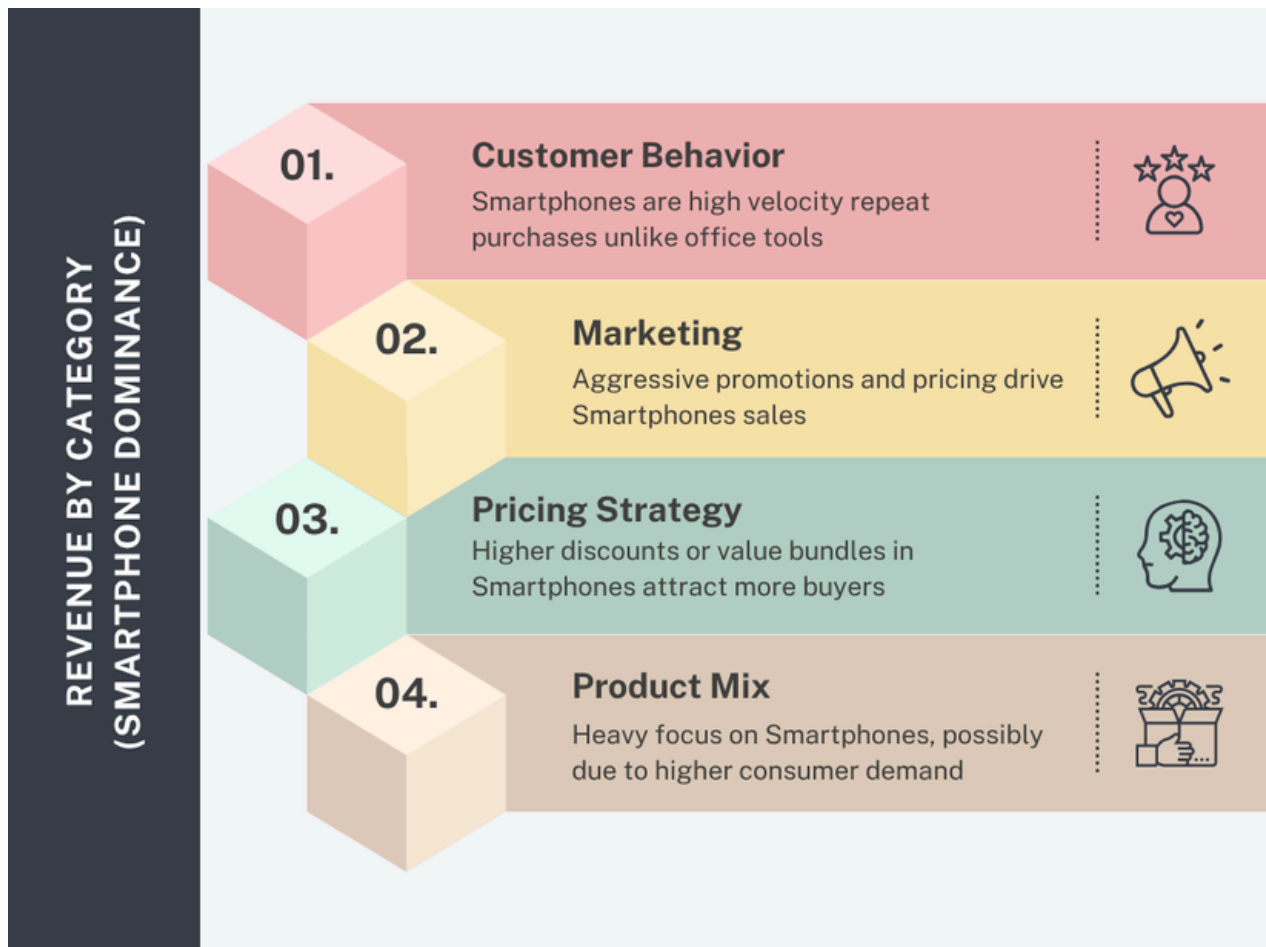 REVENUE BY CATEGORY
(SMARTPHONE DOMINANCE)
01.
Customer Behavior
Smartphones are high velocity repeat
purchases unlike office tools
02.
Marketing
Aggressive promotions and pricing drive
Smartphones sales
03.
Pricing Strategy
Higher discounts or value bundles in
Smartphones attract more buyers
04.
Product Mix
Heavy focus on Smartphones, possibly
due to higher consumer demand